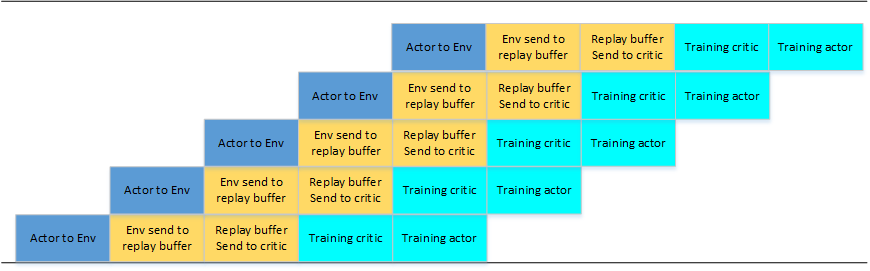 Actor to Env
Env send to
replay buffer
Replay buffer
Send to critic
Training critic
Training actor
Actor to Env
Env send to
replay buffer
Replay buffer
Send to critic
Training critic
Training actor
Actor to Env
Env send to
replay buffer
Replay buffer
Send to critic
Training critic
Training actor
Actor to Env
Env send to
replay buffer
Replay buffer
Send to critic
Training critic
Training actor
Actor to Env
Env send to
replay buffer
Replay buffer
Send to critic
Training critic
Training actor